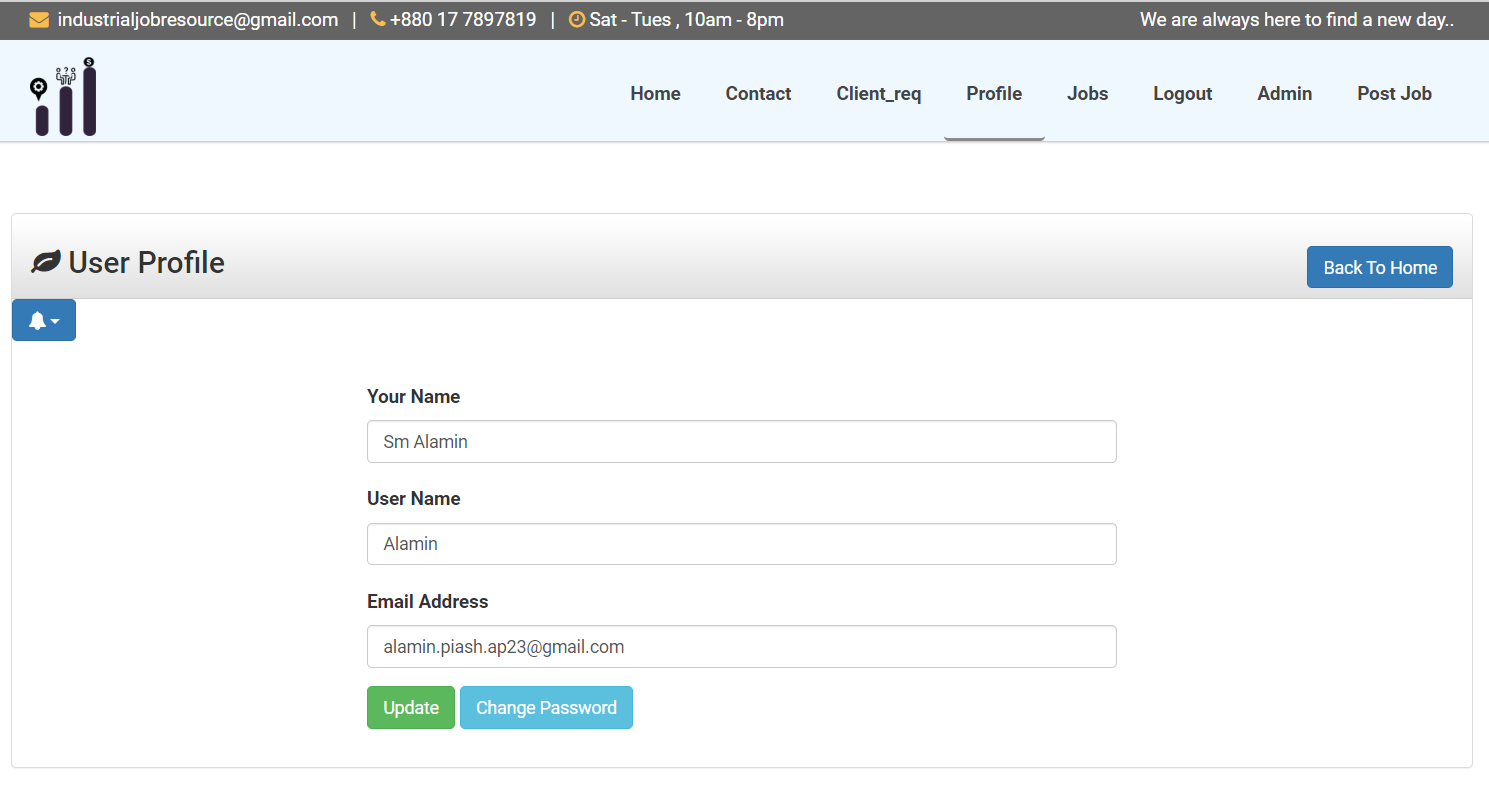 industrialjobresource@gmail.com | +880 17 7897819 | Sat - Tues , 10am - 8pm We are always here to find a new day..
Home Contact Client_req Profile Jobs Logout Admin Post Job
User Profile
Back To Home
Your Name
Sm Alamin
User Name
Alamin
Email Address
alamin.piash.ap23@gmail.com
Update Change Password